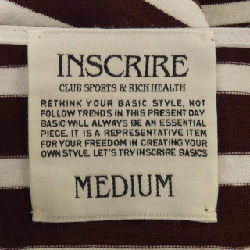 INSCRIRE
CLUB SPORTS & RICH HEALTH
RETHINK YOUR BASIC STYLE, NOT
FOLLOW TRENDS IN THIS PRESENT DAY.
BASIC WILL ALWAYS BE AN ESSENTIAL
PIECE. IT IS A REPRESENTATIVE ITEM
FOR YOUR FREEDOM IN CREATING YOUR
OWN STYLE. LET'S TRY INSCRIRE BASICS
MEDIUM